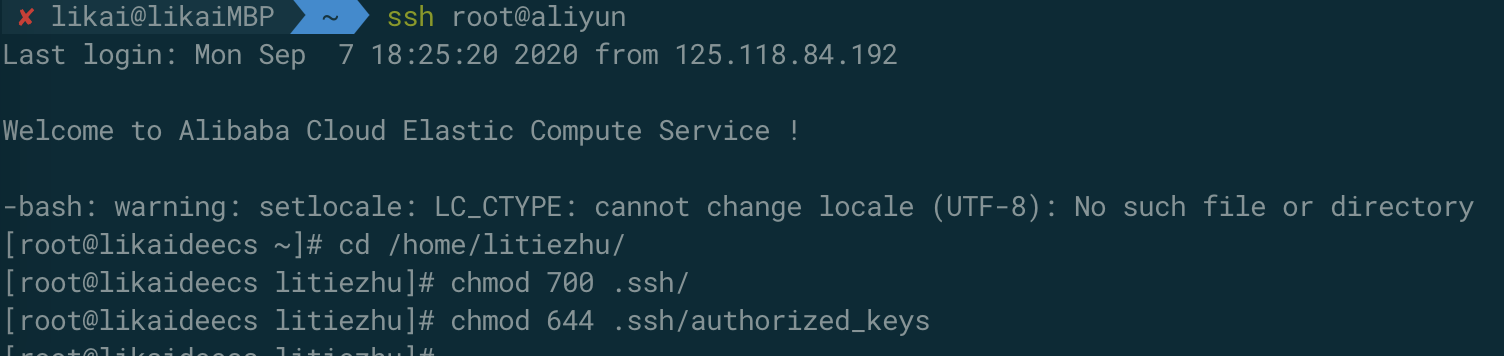 ✘ likai@likaiMBP ~ ssh root@aliyun
Last login: Mon Sep  7 18:25:20 2020 from 125.118.84.192
Welcome to Alibaba Cloud Elastic Compute Service !
-bash: warning: setlocale: LC_CTYPE: cannot change locale (UTF-8): No such file or directory
[root@likaideecs ~]# cd /home/litiezhu/
[root@likaideecs litiezhu]# chmod 700 .ssh/
[root@likaideecs litiezhu]# chmod 644 .ssh/authorized_keys
[root@likaideecs litiezhu]#